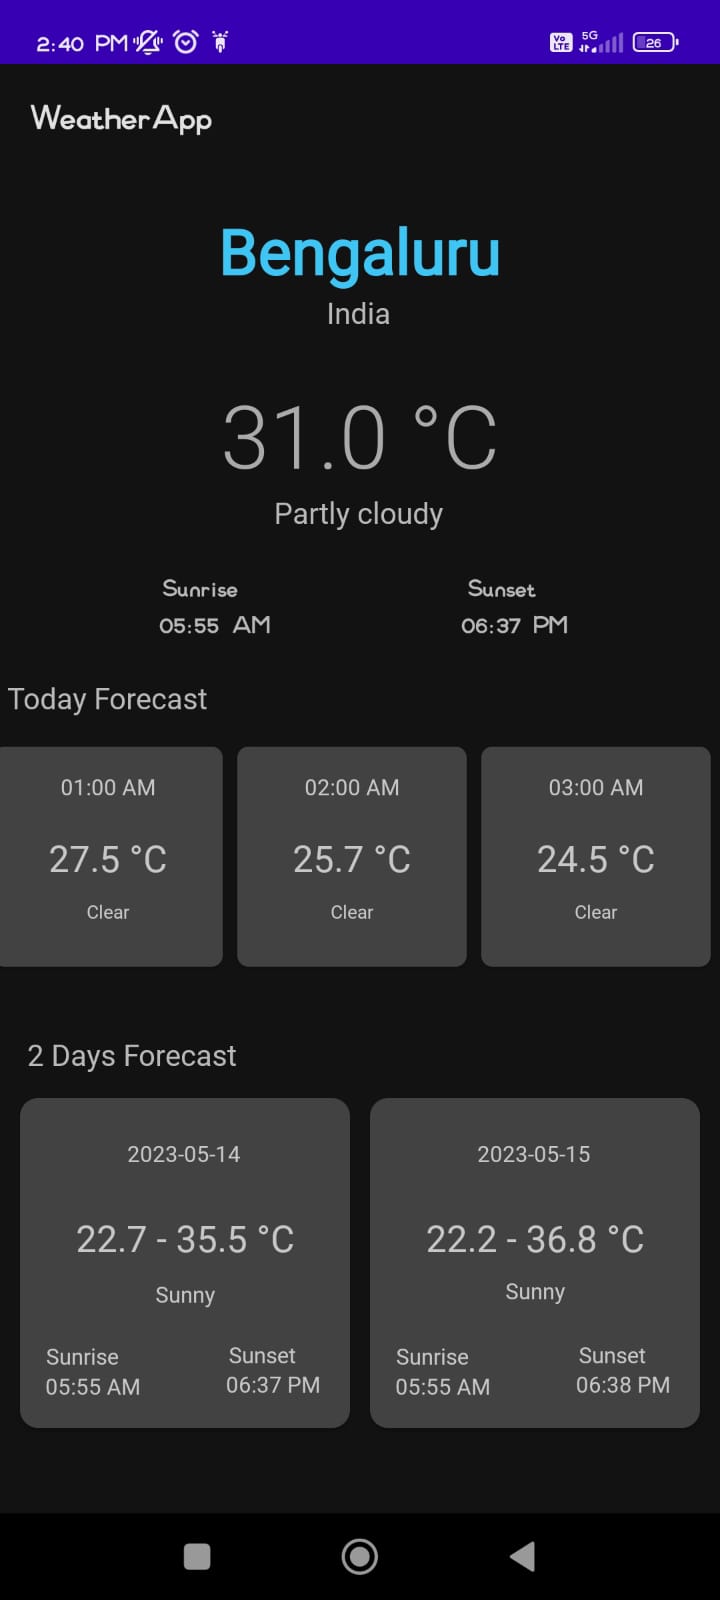 2:40 PM
Vo LTE 5G 26
WeatherApp
Bengaluru
India
31.0 °C
Partly cloudy
Sunrise Sunset
05:55 AM 06:37 PM
Today Forecast
01:00 AM 02:00 AM 03:00 AM
27.5 °C 25.7 °C 24.5 °C
Clear Clear Clear
2 Days Forecast
2023-05-14 2023-05-15
22.7 - 35.5 °C 22.2 - 36.8 °C
Sunny Sunny
Sunrise Sunset Sunrise Sunset
05:55 AM 06:37 PM 05:55 AM 06:38 PM